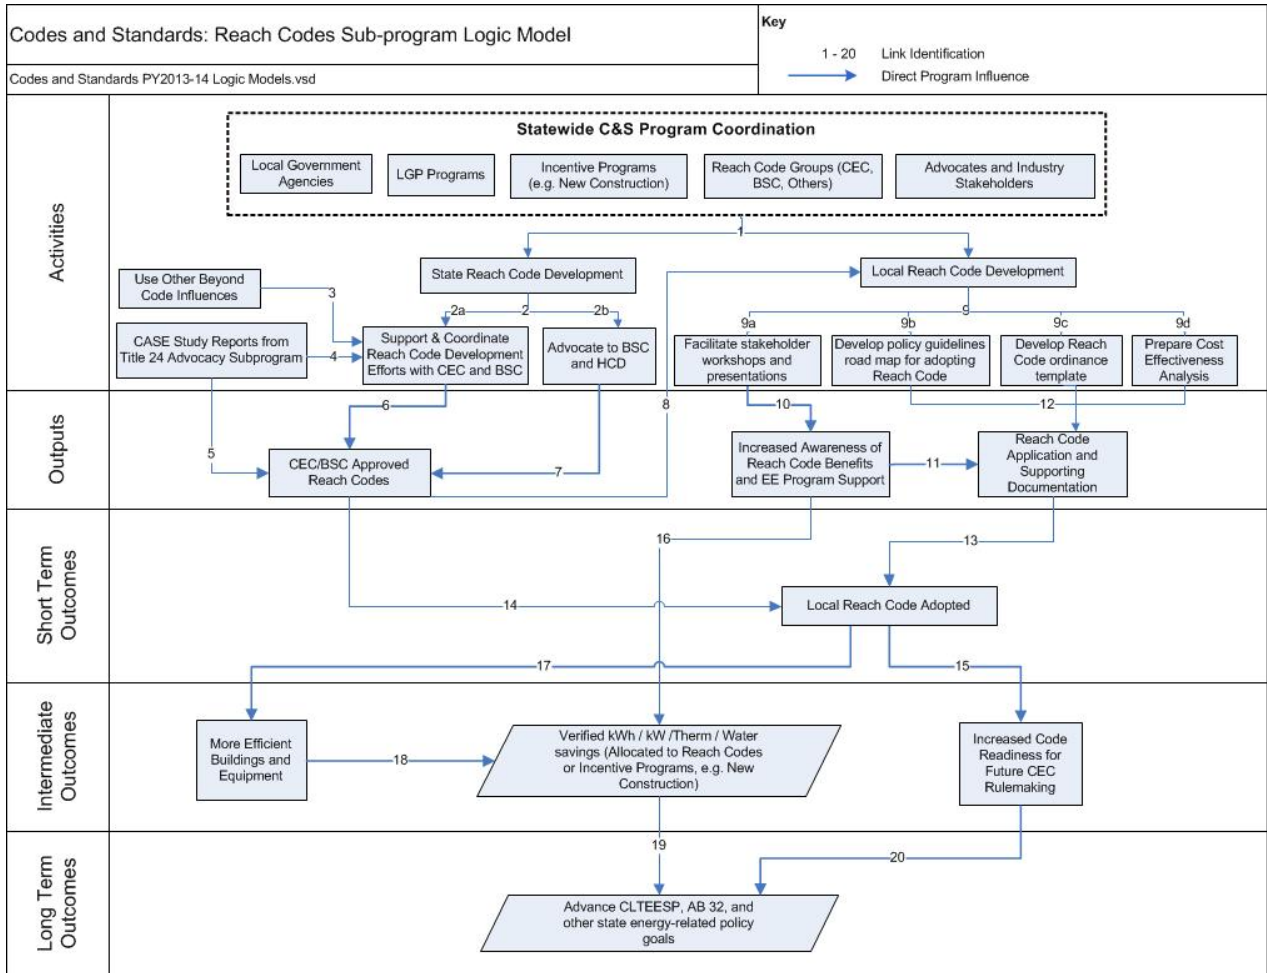 Codes and Standards: Reach Codes Sub-program Logic Model
Codes and Standards PY2013-14 Logic Models.vsd
Key
1 - 20 Link Identification
Direct Program Influence
Activities
Statewide C&S Program Coordination
Local Government
Agencies
LGP Programs
Incentive Programs
(e.g. New Construction)
Reach Code Groups (CEC,
BSC, Others)
Advocates and Industry
Stakeholders
1
State Reach Code Development
Local Reach Code Development
Use Other Beyond
Code Influences
3
2a
2
2b
9
9a
9b
9c
9d
CASE Study Reports from
Title 24 Advocacy Subprogram
4
Support & Coordinate
Reach Code Development
Efforts with CEC and BSC
Advocate to BSC
and HCD
Facilitate stakeholder
workshops and
presentations
Develop policy guidelines
road map for adopting
Reach Code
Develop Reach
Code ordinance
template
Prepare Cost
Effectiveness
Analysis
Outputs
6
8
10
12
5
CEC/BSC Approved
Reach Codes
7
Increased Awareness of
Reach Code Benefits
and EE Program Support
11
Reach Code
Application and
Supporting
Documentation
Short Term
Outcomes
16
13
14
Local Reach Code Adopted
17
15
Intermediate
Outcomes
More Efficient
Buildings and
Equipment
18
Verified kWh / kW /Therm / Water
savings (Allocated to Reach Codes
or Incentive Programs, e.g. New
Construction)
Increased Code
Readiness for
Future CEC
Rulemaking
Long Term
Outcomes
19
20
Advance CLTEESP, AB 32, and
other state energy-related policy
goals